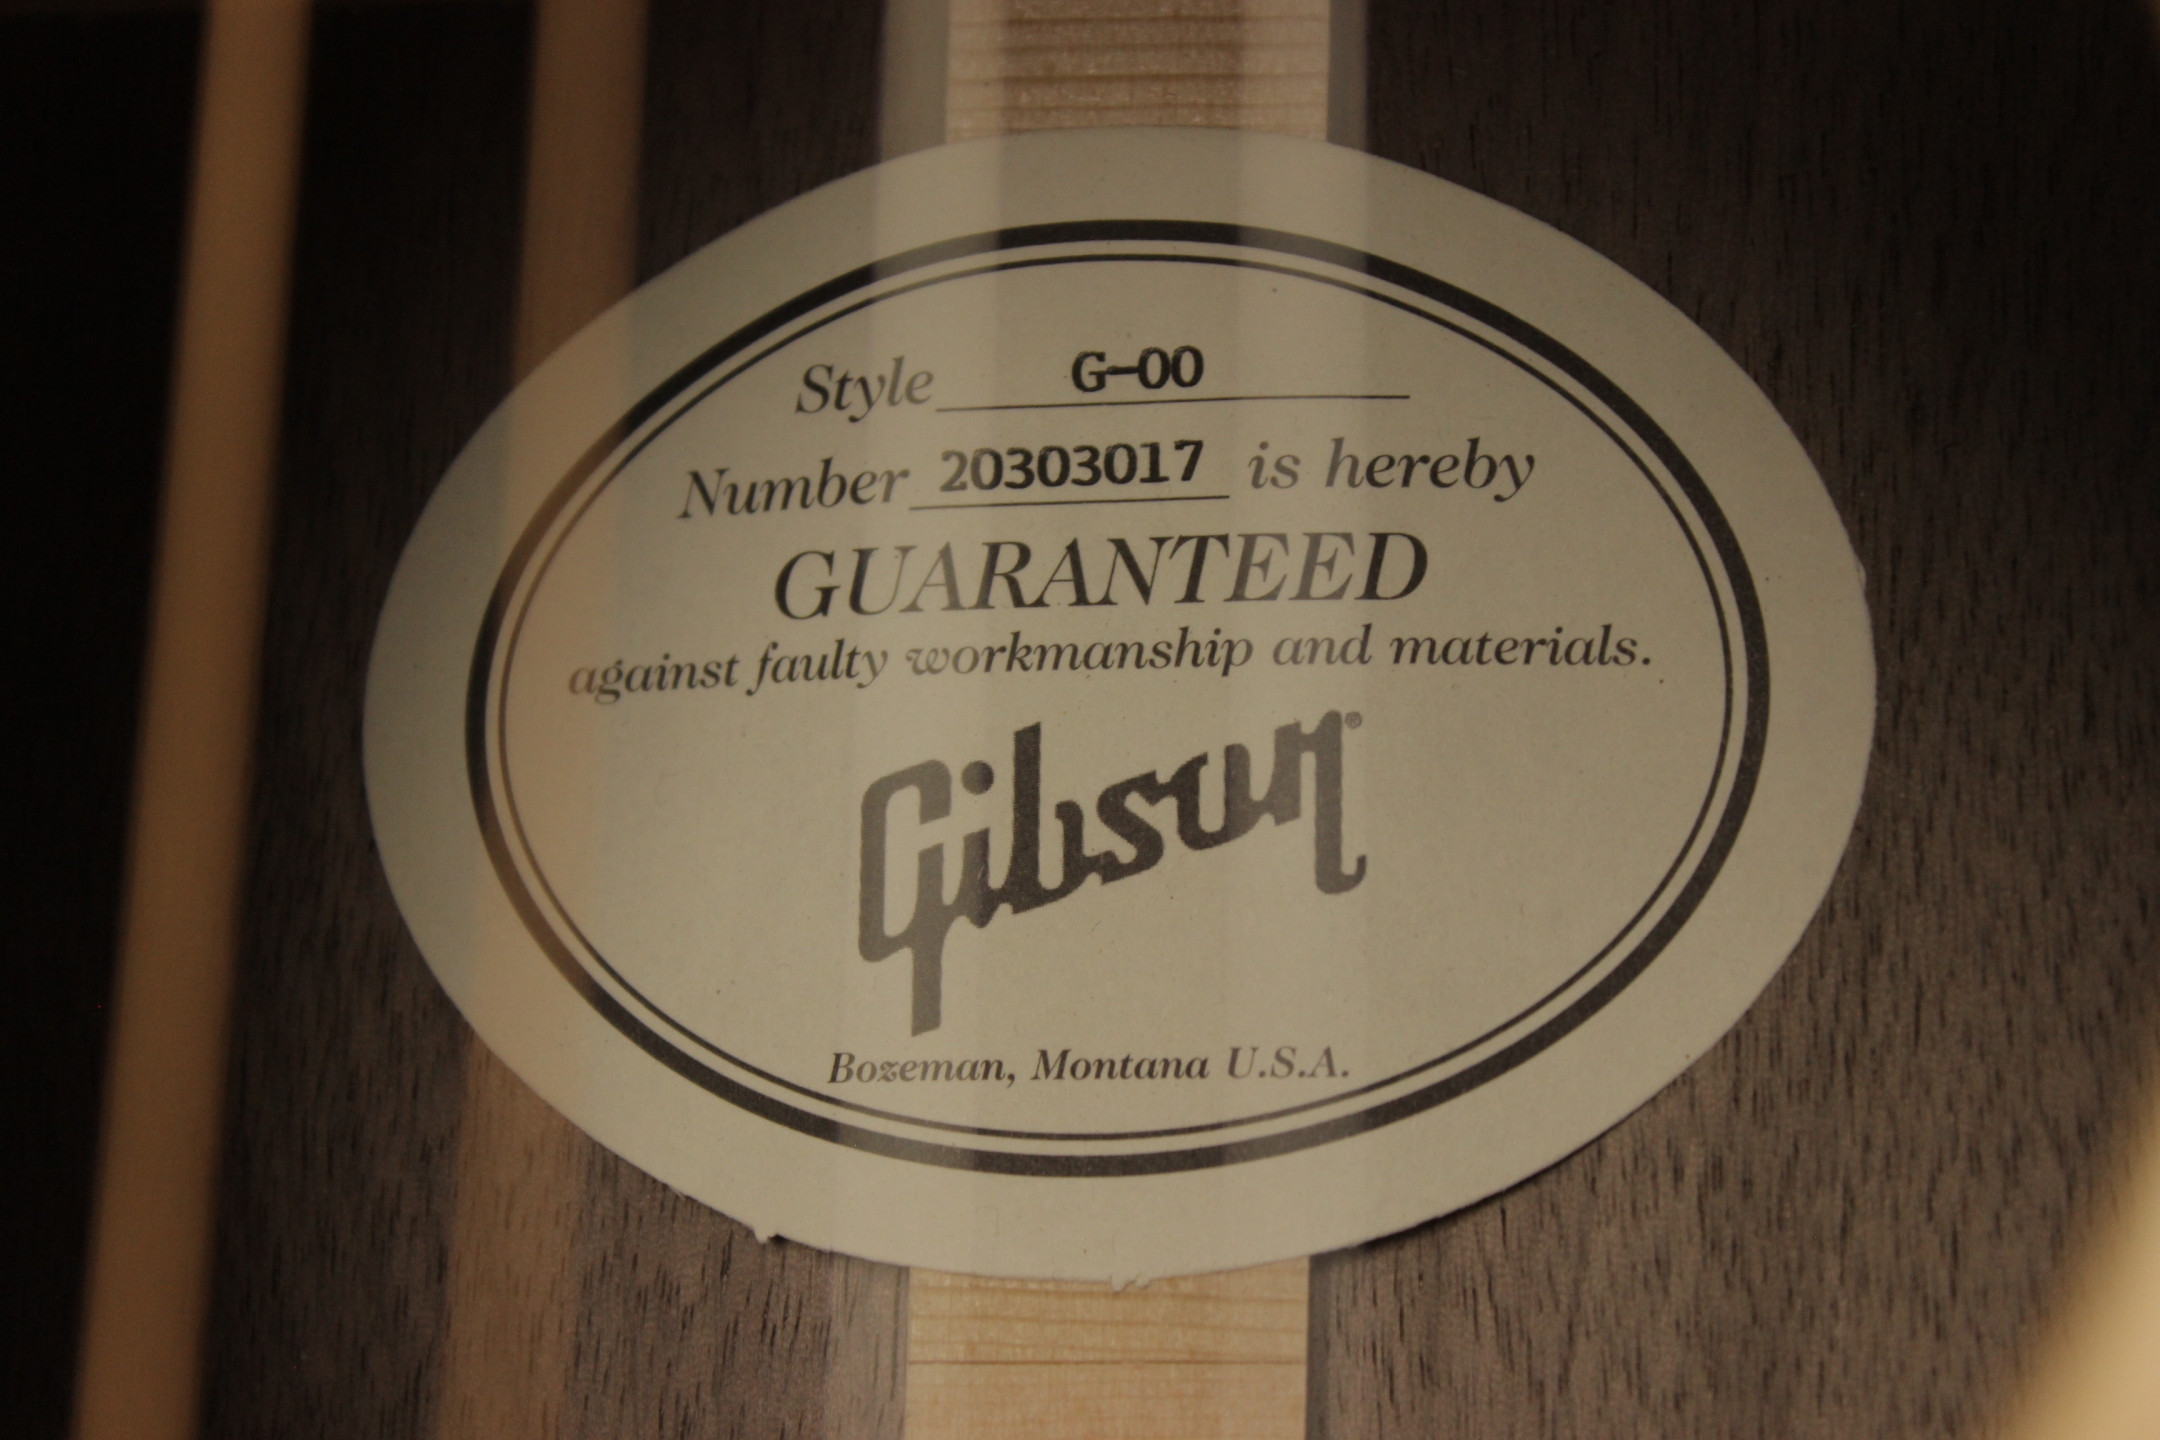 Style G-00
Number 20303017 is hereby
GUARANTEED
against faulty workmanship and materials.
Gibson®
Bozeman, Montana U.S.A.